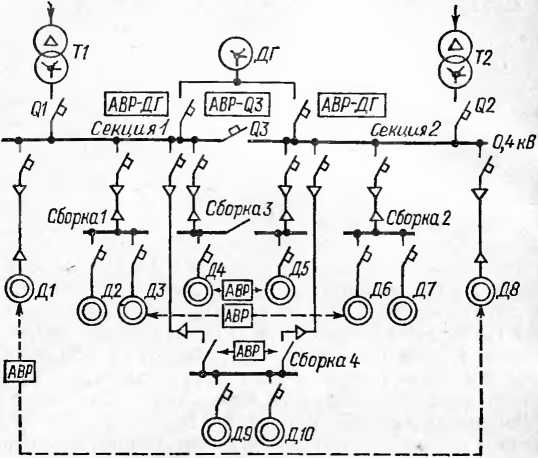 Т1
ДГ
Т2
Q1
АВР-ДГ
АВР-Q3
АВР-ДГ
Q2
Секция 1
Q3
Секция 2
0,4 кВ
Сборка 1
Сборка 3
Сборка 2
Д1
Д2
Д3
Д4
АВР
Д5
Д6
Д7
Д8
АВР
АВР
АВР
Сборка 4
Д9
Д10